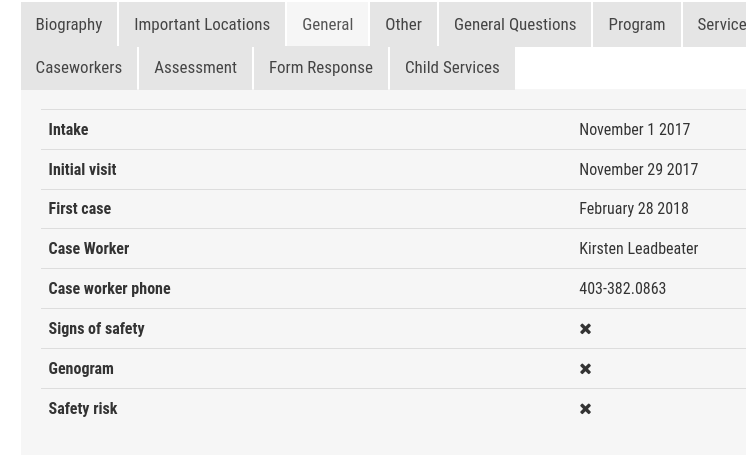 Biography Important Locations General Other General Questions Program Service
Caseworkers Assessment Form Response Child Services
Intake November 1 2017
Initial visit November 29 2017
First case February 28 2018
Case Worker Kirsten Leadbeater
Case worker phone 403-382.0863
Signs of safety ✖
Genogram ✖
Safety risk ✖